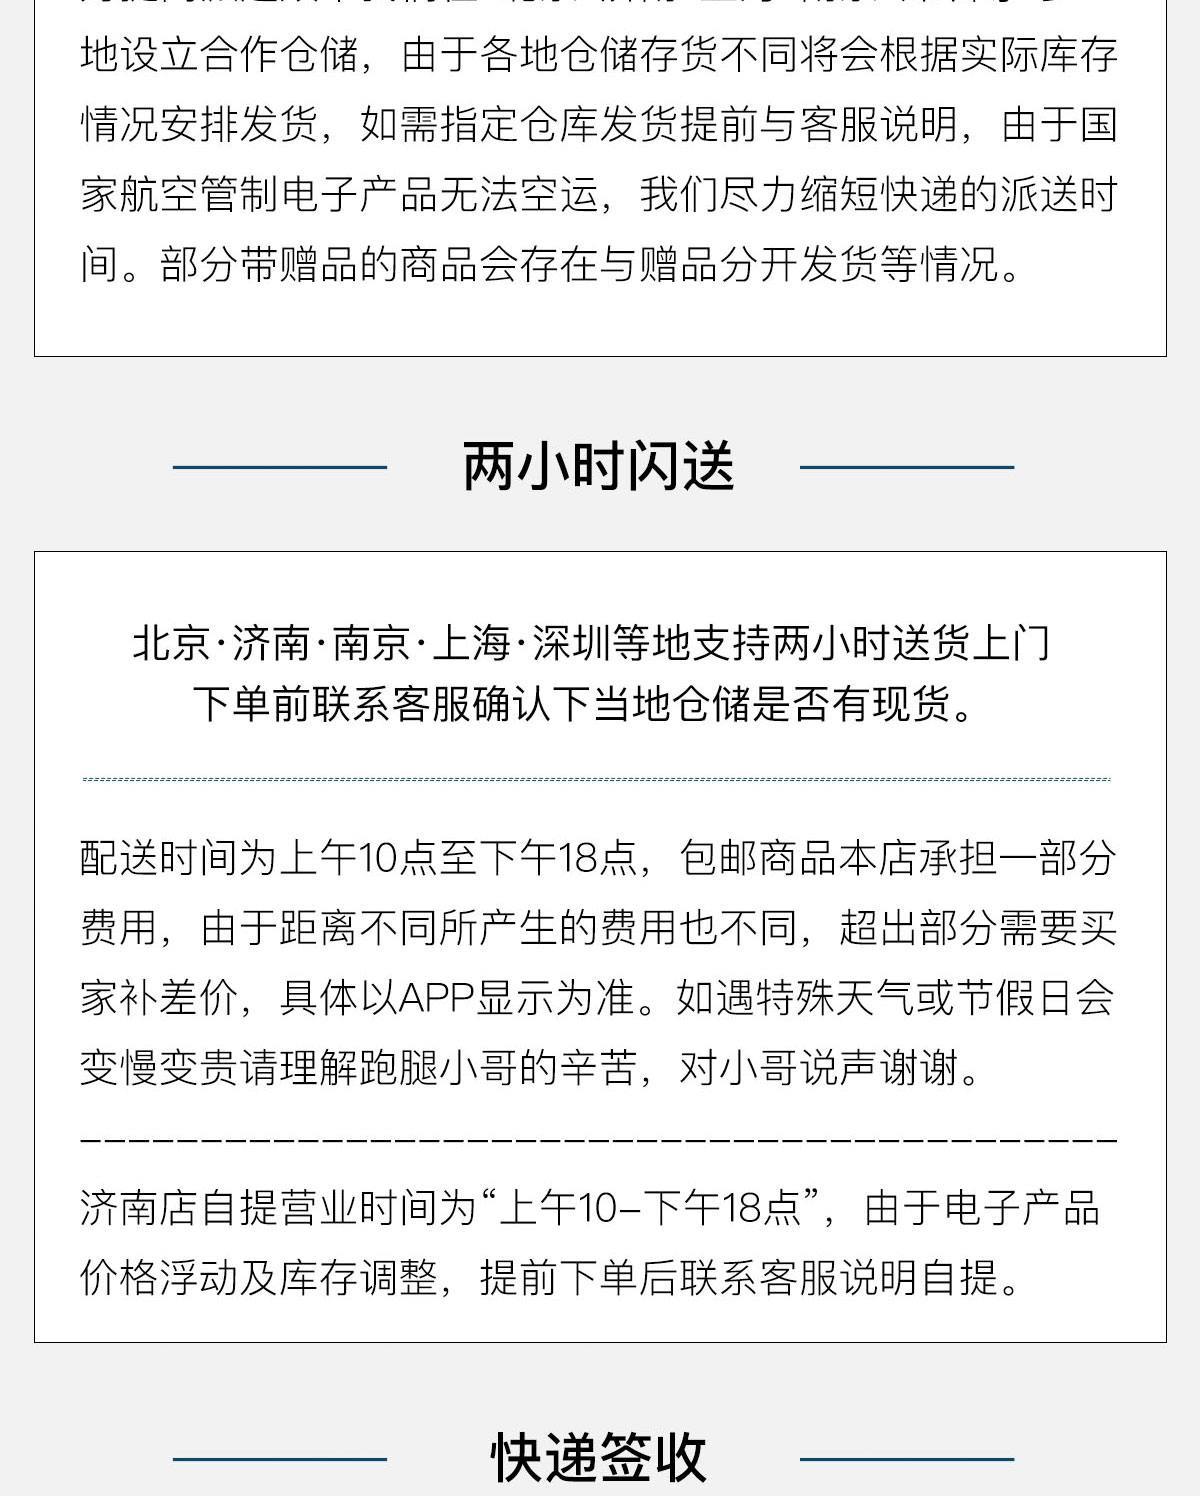 地设立合作仓储，由于各地仓储存货不同将会根据实际库存
情况安排发货，如需指定仓库发货提前与客服说明，由于国
家航空管制电子产品无法空运，我们尽力缩短快递的派送时
间。部分带赠品的商品会存在与赠品分开发货等情况。
两小时闪送
北京·济南·南京·上海·深圳等地支持两小时送货上门
下单前联系客服确认下当地仓储是否有现货。
配送时间为上午10点至下午18点，包邮商品本店承担一部分
费用，由于距离不同所产生的费用也不同，超出部分需要买
家补差价，具体以APP显示为准。如遇特殊天气或节假日会
变慢变贵请理解跑腿小哥的辛苦，对小哥说声谢谢。
济南店自提营业时间为“上午10–下午18点”，由于电子产品
价格浮动及库存调整，提前下单后联系客服说明自提。
快递签收